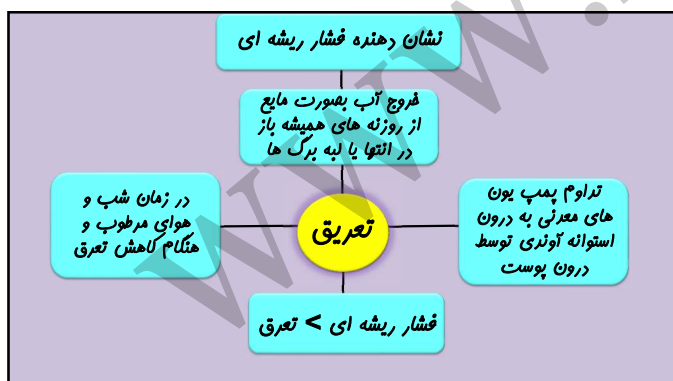 نشان دهنده فشار ریشه ای
خروج آب بصورت مایع
از روزنه های همیشه باز
در انتها یا لبه برگ ها
تداوم پمپ یون
های معدنی به درون
استوانه آوندی توسط
درون پوست
تعریق
در زمان شب و
هوای مرطوب و
هنگام کاهش تعرق
فشار ریشه ای > تعرق
www.